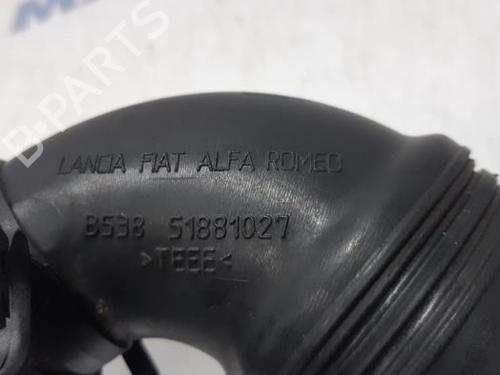 LANCIA FIAT ALFA ROMEO
B538 51881027
>TEEE<
B-PARTS